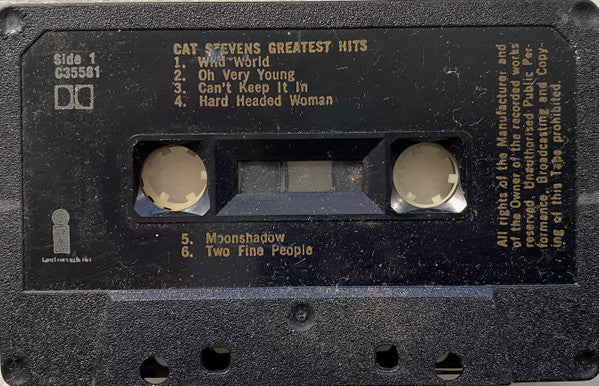 Side 1
C35581
CAT STEVENS GREATEST HITS
1. Wild World
2. Oh Very Young
3. Can't Keep It In
4. Hard Headed Woman
5. Moonshadow
6. Two Fine People
All rights of the Manufacturer and
of the Owner of the recorded works
reserved. Unauthorised Public Per-
formance, Broadcasting and Copy-
ing of this Tape prohibited.